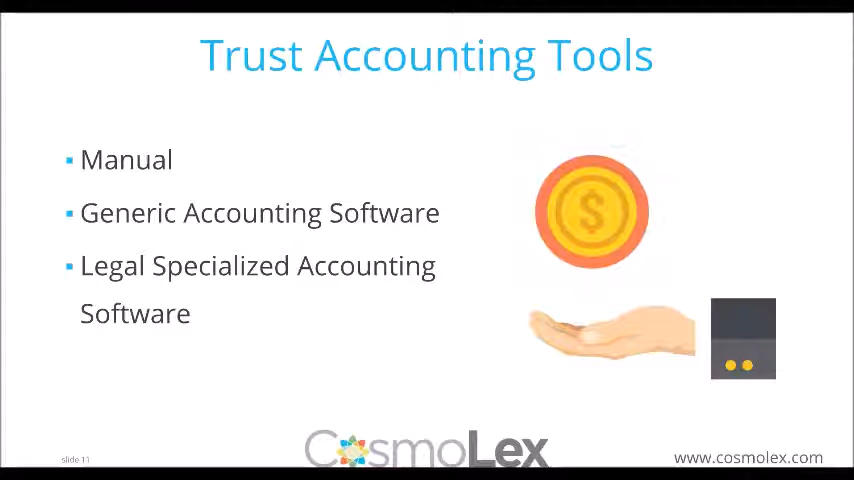 Trust Accounting Tools
▪ Manual
▪ Generic Accounting Software
▪ Legal Specialized Accounting
Software
$
slide 11
CosmoLex
www.cosmolex.com